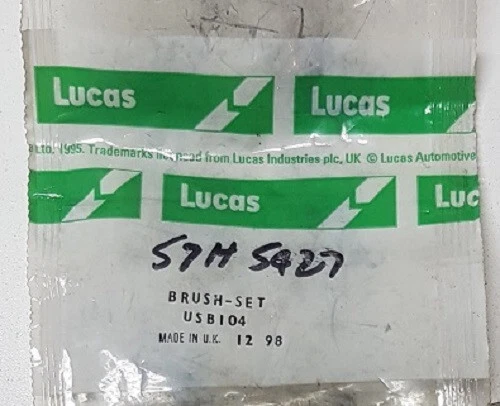 Lucas Lucas
Ltd. 1995. Trademarks licensed from Lucas Industries plc, UK © Lucas Automotive
Lucas Luc
57H 5427
BRUSH-SET
USB104
MADE IN U.K. 12 98